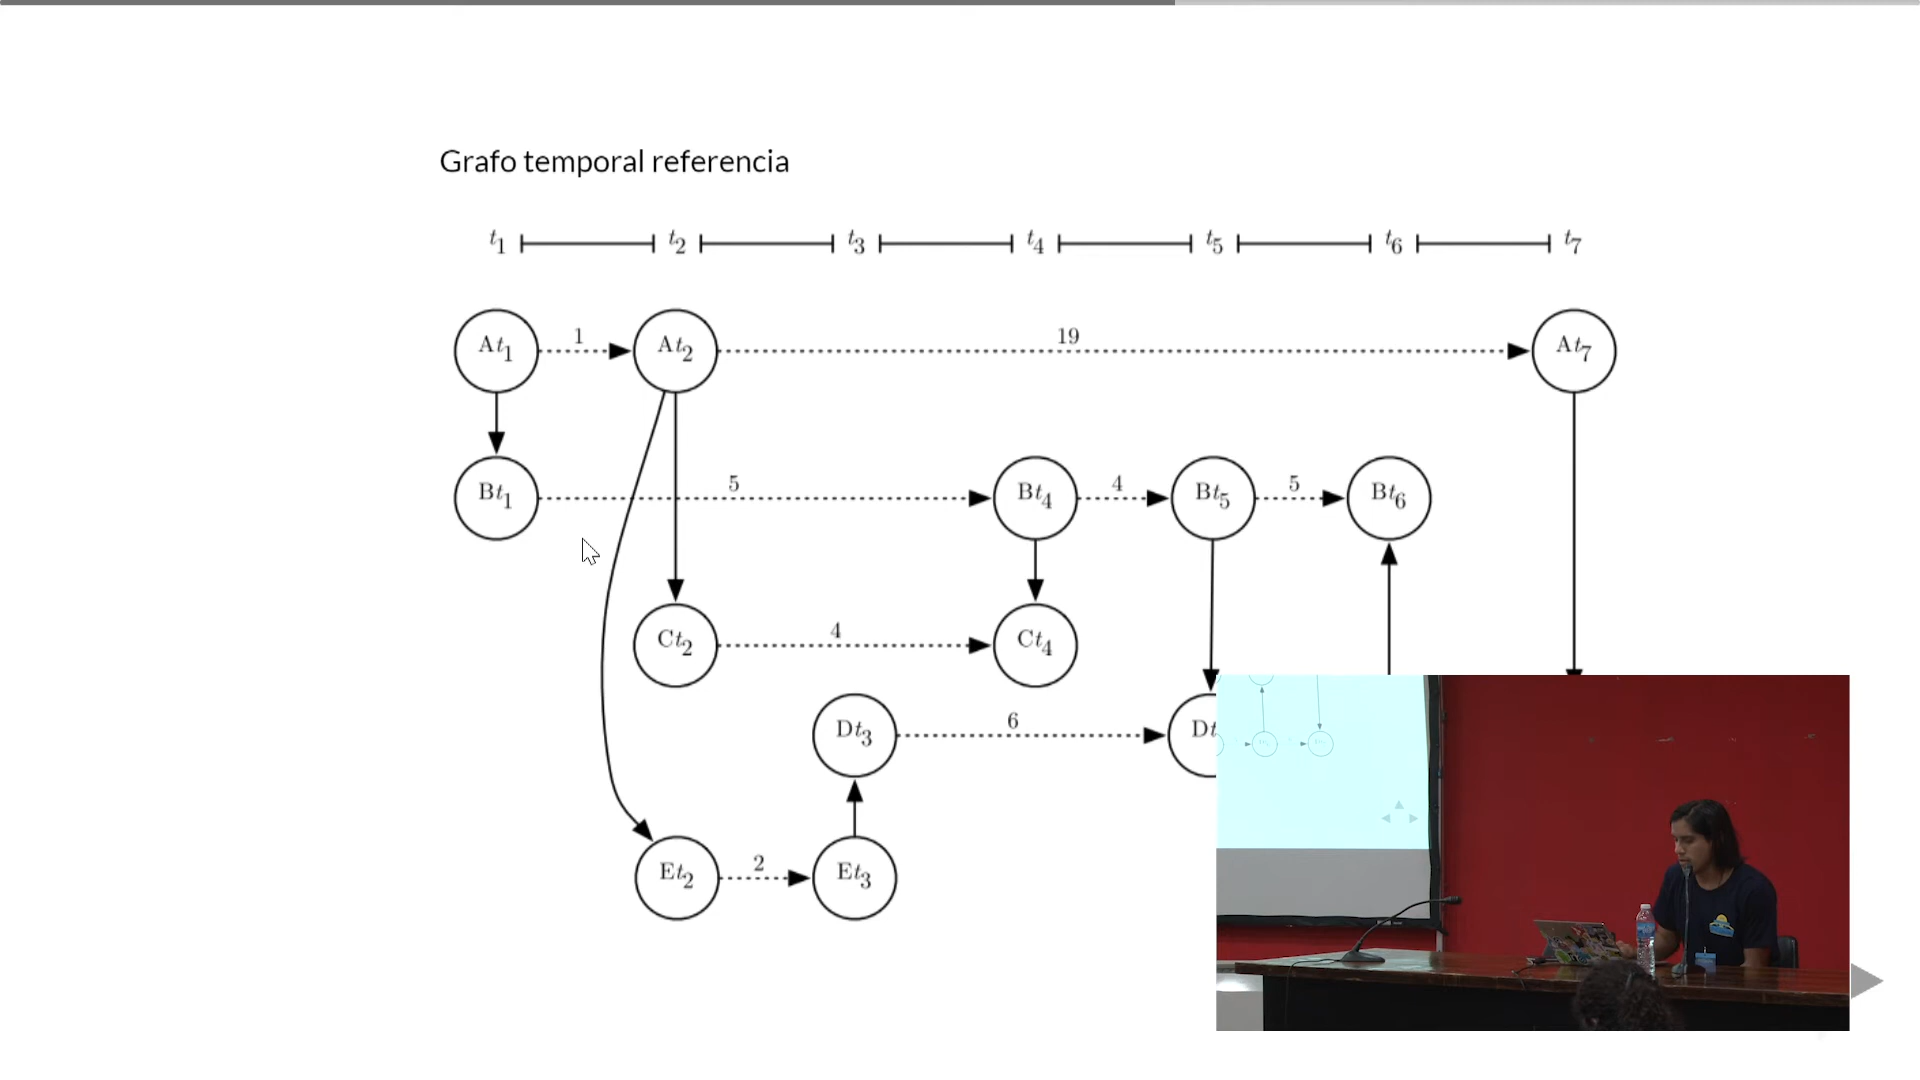 Grafo temporal referencia
t1 t2 t3 t4 t5 t6 t7
At1 1 At2 19 At7
Bt1 5 Bt4 4 Bt5 5 Bt6
Ct2 4 Ct4
Dt3 6 Dt
Et2 2 Et3